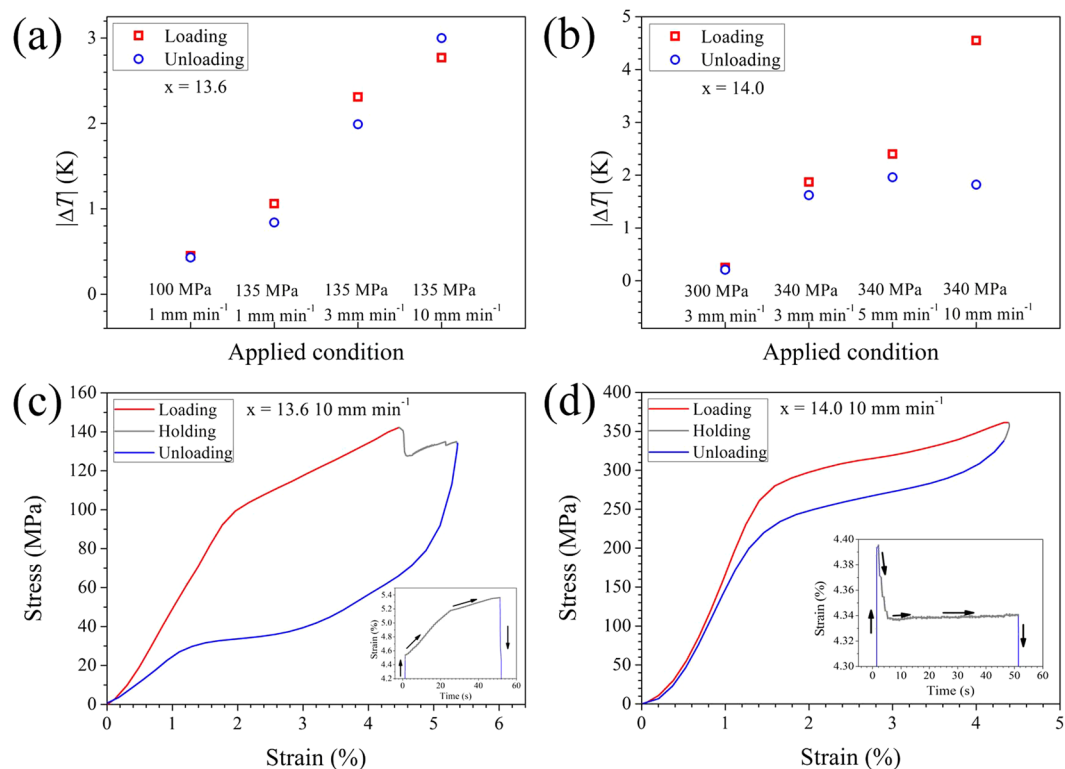 (a)
3
2
1
0
|ΔT| (K)
Loading
Unloading
x = 13.6
100 MPa
1 mm min⁻¹
135 MPa
1 mm min⁻¹
135 MPa
3 mm min⁻¹
135 MPa
10 mm min⁻¹
Applied condition
(b)
5
4
3
2
1
0
|ΔT| (K)
Loading
Unloading
x = 14.0
300 MPa
3 mm min⁻¹
340 MPa
3 mm min⁻¹
340 MPa
5 mm min⁻¹
340 MPa
10 mm min⁻¹
Applied condition
(c)
160
140
120
100
80
60
40
20
0
Stress (MPa)
Loading
Holding
Unloading
x = 13.6 10 mm min⁻¹
5.4
5.2
5.0
4.8
4.6
4.4
4.2
Strain (%)
0 20 40 60
Time (s)
0 1 2 3 4 5 6
Strain (%)
(d)
400
350
300
250
200
150
100
50
0
Stress (MPa)
Loading
Holding
Unloading
x = 14.0 10 mm min⁻¹
4.40
4.38
4.36
4.34
4.33
4.30
Strain (%)
0 10 20 30 40 50 60
Time (s)
0 1 2 3 4 5
Strain (%)